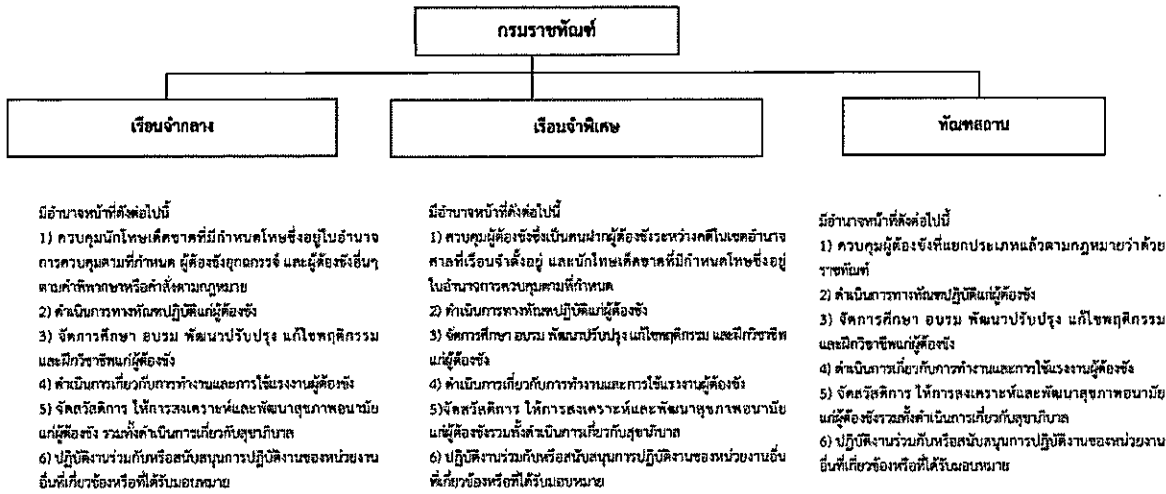 กรมราชทัณฑ์
เรือนจำกลาง
เรือนจำพิเศษ
ทัณฑสถาน
มีอำนาจหน้าที่ดังต่อไปนี้
1) ควบคุมนักโทษเด็ดขาดที่มีกำหนดโทษซึ่งอยู่ในอำนาจ
การควบคุมตามที่กำหนด ผู้ต้องขังอุกฉกรรจ์ และผู้ต้องขังอื่นๆ
ตามคำพิพากษาหรือคำสั่งตามกฎหมาย
2) ดำเนินการทางทัณฑปฏิบัติแก่ผู้ต้องขัง
3) จัดการศึกษา อบรม พัฒนาปรับปรุง แก้ไขพฤติกรรม
และฝึกวิชาชีพแก่ผู้ต้องขัง
4) ดำเนินการเกี่ยวกับการทำงานและการใช้แรงงานผู้ต้องขัง
5) จัดสวัสดิการ ให้การสงเคราะห์และพัฒนาสุขภาพอนามัย
แก่ผู้ต้องขัง รวมทั้งดำเนินการเกี่ยวกับสุขาภิบาล
6) ปฏิบัติงานร่วมกับหรือสนับสนุนการปฏิบัติงานของหน่วยงาน
อื่นที่เกี่ยวข้องหรือที่ได้รับมอบหมาย
มีอำนาจหน้าที่ดังต่อไปนี้
1) ควบคุมผู้ต้องขังซึ่งเป็นคนฝากผู้ต้องขังระหว่างคดีในเขตอำนาจ
ศาลที่เรือนจำตั้งอยู่ และนักโทษเด็ดขาดที่มีกำหนดโทษซึ่งอยู่
ในอำนาจการควบคุมตามที่กำหนด
2) ดำเนินการทางทัณฑปฏิบัติแก่ผู้ต้องขัง
3) จัดการศึกษา อบรม พัฒนาปรับปรุง แก้ไขพฤติกรรม และฝึกวิชาชีพ
แก่ผู้ต้องขัง
4) ดำเนินการเกี่ยวกับการทำงานและการใช้แรงงานผู้ต้องขัง
5)จัดสวัสดิการ ให้การสงเคราะห์และพัฒนาสุขภาพอนามัย
แก่ผู้ต้องขังรวมทั้งดำเนินการเกี่ยวกับสุขาภิบาล
6) ปฏิบัติงานร่วมกับหรือสนับสนุนการปฏิบัติงานของหน่วยงานอื่น
ที่เกี่ยวข้องหรือที่ได้รับมอบหมาย
มีอำนาจหน้าที่ดังต่อไปนี้
1) ควบคุมผู้ต้องขังที่แยกประเภทแล้วตามกฎหมายว่าด้วย
ราชทัณฑ์
2) ดำเนินการทางทัณฑปฏิบัติแก่ผู้ต้องขัง
3) จัดการศึกษา อบรม พัฒนาปรับปรุง แก้ไขพฤติกรรม
และฝึกวิชาชีพแก่ผู้ต้องขัง
4) ดำเนินการเกี่ยวกับการทำงานและการใช้แรงงานผู้ต้องขัง
5) จัดสวัสดิการ ให้การสงเคราะห์และพัฒนาสุขภาพอนามัย
แก่ผู้ต้องขัง รวมทั้งดำเนินการเกี่ยวกับสุขาภิบาล
6) ปฏิบัติงานร่วมกับหรือสนับสนุนการปฏิบัติงานของหน่วยงาน
อื่นที่เกี่ยวข้องหรือที่ได้รับมอบหมาย